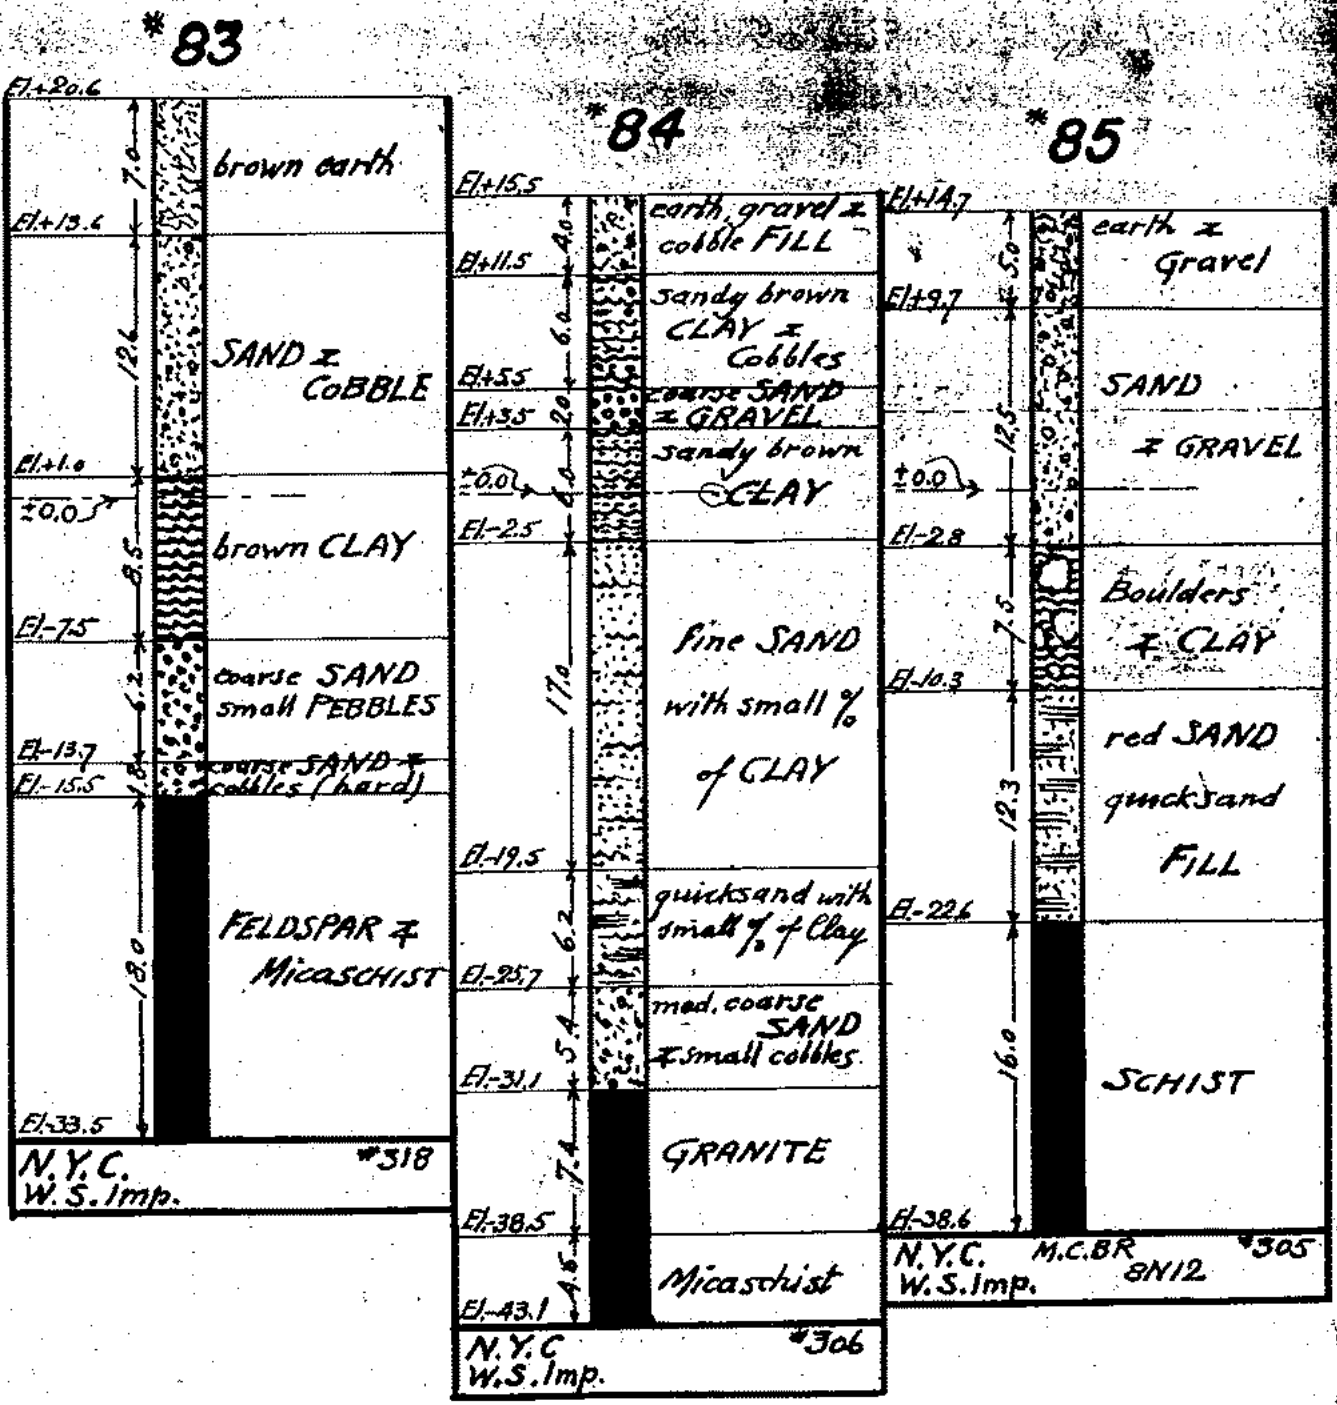 #83
El.+20.6
7.0
brown earth
El.+13.6
12.6
SAND &
COBBLE
El.+1.0
±0.0
8.5
brown CLAY
El.-7.5
6.2
coarse SAND
small PEBBLES
El.-13.7
1.8
coarse SAND &
cobbles (hard)
El.-15.5
18.0
FELDSPAR &
MICASCHIST
El.-33.5
N.Y.C.
W.S.Imp.
#318
#84
El.+15.5
4.0
earth, gravel &
cobble FILL
El.+11.5
6.0
sandy brown
CLAY &
Cobbles
El.+5.5
2.0
coarse SAND
& GRAVEL
El.+3.5
6.0
sandy brown
CLAY
±0.0
El.-2.5
17.0
fine SAND
with small %
of CLAY
El.-19.5
6.2
quicksand with
small % of Clay
El.-25.7
5.4
med. coarse
SAND
& small cobbles.
El.-31.1
7.4
GRANITE
El.-38.5
4.6
Micaschist
El.-43.1
N.Y.C
W.S.Imp.
#306
#85
El.+14.7
5.0
earth &
Gravel
El.+9.7
12.5
SAND
& GRAVEL
±0.0
El.-2.8
7.5
Boulders
& CLAY
El.-10.3
12.3
red SAND
quicksand
FILL
El.-22.6
16.0
SCHIST
El.-38.6
N.Y.C. M.C.BR #305
W.S.Imp. 8N12